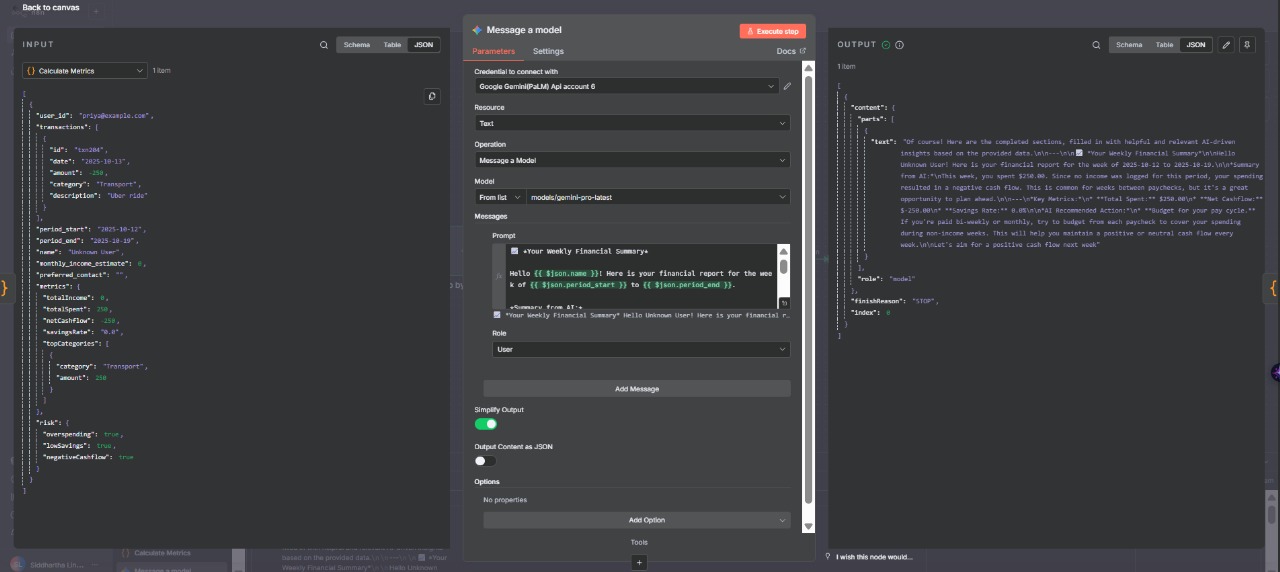 Back to canvas
INPUT
Schema
Table
JSON
Calculate Metrics
1 item
[
{
"user_id": "priya@example.com",
"transactions": [
{
"id": "txn204",
"date": "2025-10-13",
"amount": -250,
"category": "Transport",
"description": "Uber ride"
}
],
"period_start": "2025-10-12",
"period_end": "2025-10-19",
"name": "Unknown User",
"monthly_income_estimate": 0,
"preferred_contact": "",
"metrics": {
"totalIncome": 0,
"totalSpent": 250,
"netCashflow": -250,
"savingsRate": "0.0",
"topCategories": [
{
"category": "Transport",
"amount": 250
}
]
},
"risk": {
"overspending": true,
"lowSavings": true,
"negativeCashflow": true
}
}
]
Message a model
Execute step
Parameters
Settings
Docs
Credential to connect with
Google Gemini(PaLM) Api account 6
Resource
Text
Operation
Message a Model
Model
From list
models/gemini-pro-latest
Messages
Prompt
fx
*Your Weekly Financial Summary*
Hello {{ $json.name }}! Here is your financial report for the wee
k of {{ $json.period_start }} to {{ $json.period_end }}.
*Summary from AI:*
*Your Weekly Financial Summary* Hello Unknown User! Here is your financial r…
Role
User
Add Message
Simplify Output
Output Content as JSON
Options
No properties
Add Option
Tools
+
OUTPUT
Schema
Table
JSON
1 item
[
{
"content": {
"parts": [
{
"text": "Of course! Here are the completed sections, filled in with helpful and relevant AI-driven
insights based on the provided data.\n\n---\n\n *Your Weekly Financial Summary*\n\nHello
Unknown User! Here is your financial report for the week of 2025-10-12 to 2025-10-19.\n\n*Summary
from AI:*\nThis week, you spent $250.00. Since no income was logged for this period, your spending
resulted in a negative cash flow. This is common for weeks between paychecks, but it's a great
opportunity to plan ahead.\n\n---\n*Key Metrics:*\n* **Total Spent:** $250.00\n* **Net Cashflow:**
$-250.00\n* **Savings Rate:** 0.0%\n\n*AI Recommended Action:*\n* **Budget for your pay cycle.**
If you're paid bi-weekly or monthly, try to budget from each paycheck to cover your spending
during non-income weeks. This will help you maintain a positive or neutral cash flow every
week.\n\nLet's aim for a positive cash flow next week"
}
],
"role": "model"
},
"finishReason": "STOP",
"index": 0
}
]
I wish this node would...
Siddhartha Lin...
Calculate Metrics
Message a model
based on the provided data.
*Your
Weekly Financial Summary*\n\nHello Unknown